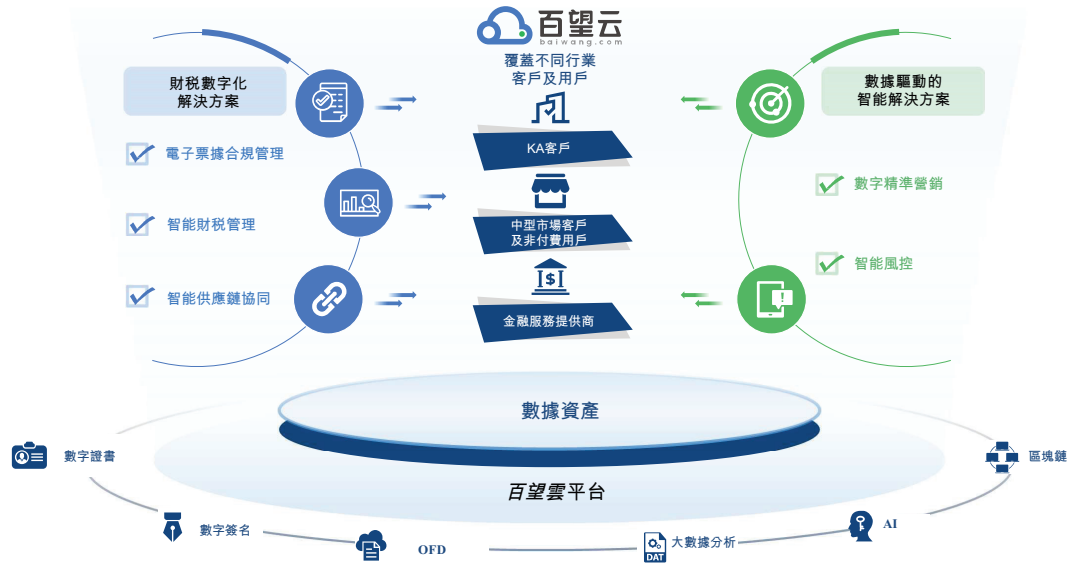 百望云
baiwang.com
覆蓋不同行業
客戶及用戶
財稅數字化
解決方案
電子票據合規管理
智能財稅管理
智能供應鏈協同
KA客戶
中型市場客戶
及非付費用戶
$
金融服務提供商
數據驅動的
智能解決方案
數字精準營銷
智能風控
!
數據資產
百望雲平台
數字證書
數字簽名
OFD
DAT
大數據分析
AI
區塊鏈